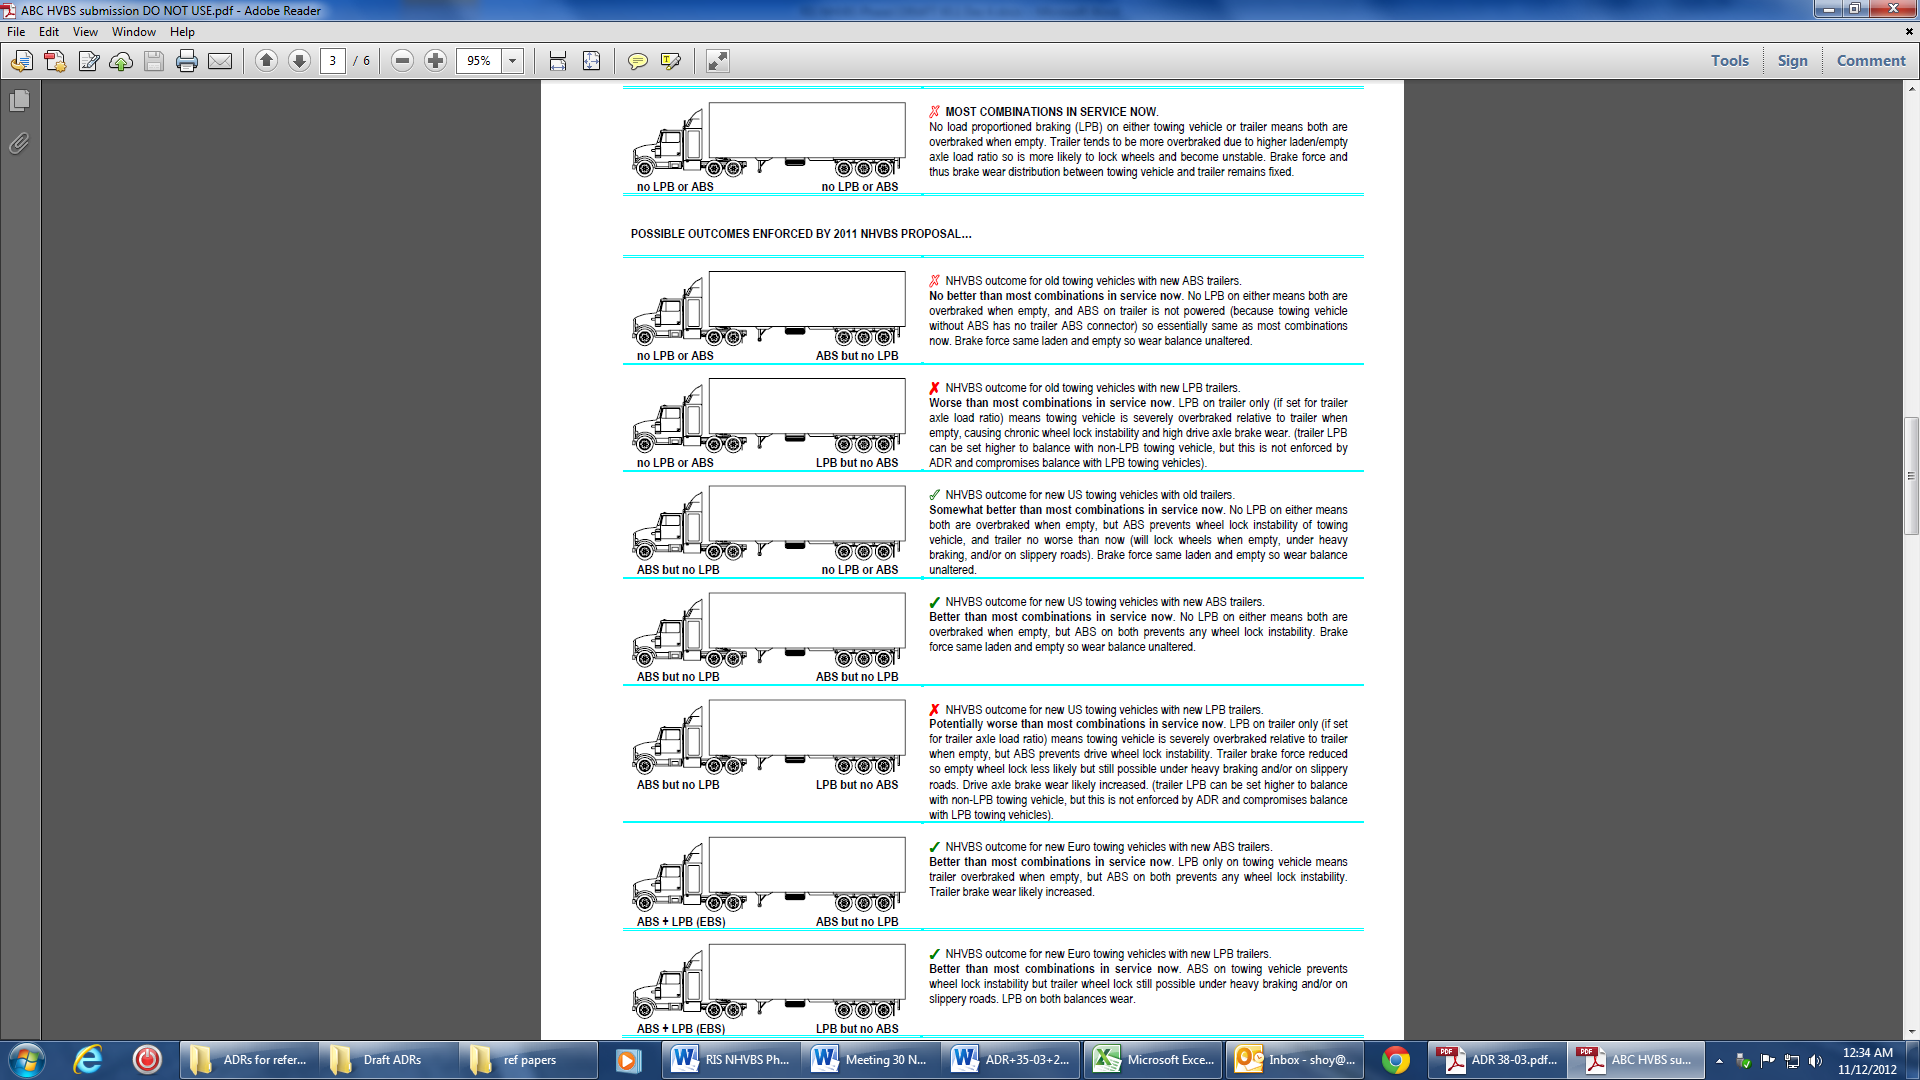 ABC HVBS submission DO NOT USE.pdf - Adobe Reader
File Edit View Window Help
3 / 6 95% Tools Sign Comment
✗ MOST COMBINATIONS IN SERVICE NOW.
No load proportioned braking (LPB) on either towing vehicle or trailer means both are
overbraked when empty. Trailer tends to be more overbraked due to higher laden/empty
axle load ratio so is more likely to lock wheels and become unstable. Brake force and
thus brake wear distribution between towing vehicle and trailer remains fixed.
no LPB or ABS no LPB or ABS
POSSIBLE OUTCOMES ENFORCED BY 2011 NHVBS PROPOSAL...
✗ NHVBS outcome for old towing vehicles with new ABS trailers.
No better than most combinations in service now. No LPB on either means both are
overbraked when empty, and ABS on trailer is not powered (because towing vehicle
without ABS has no trailer ABS connector) so essentially same as most combinations
now. Brake force same laden and empty so wear balance unaltered.
no LPB or ABS ABS but no LPB
✗ NHVBS outcome for old towing vehicles with new LPB trailers.
Worse than most combinations in service now. LPB on trailer only (if set for trailer
axle load ratio) means towing vehicle is severely overbraked relative to trailer when
empty, causing chronic wheel lock instability and high drive axle brake wear. (trailer LPB
can be set higher to balance with non-LPB towing vehicle, but this is not enforced by
ADR and compromises balance with LPB towing vehicles).
no LPB or ABS LPB but no ABS
✓ NHVBS outcome for new US towing vehicles with old trailers.
Somewhat better than most combinations in service now. No LPB on either means
both are overbraked when empty, but ABS prevents wheel lock instability of towing
vehicle, and trailer no worse than now (will lock wheels when empty, under heavy
braking, and/or on slippery roads). Brake force same laden and empty so wear balance
unaltered.
ABS but no LPB no LPB or ABS
✓ NHVBS outcome for new US towing vehicles with new ABS trailers.
Better than most combinations in service now. No LPB on either means both are
overbraked when empty, but ABS on both prevents any wheel lock instability. Brake
force same laden and empty so wear balance unaltered.
ABS but no LPB ABS but no LPB
✗ NHVBS outcome for new US towing vehicles with new LPB trailers.
Potentially worse than most combinations in service now. LPB on trailer only (if set
for trailer axle load ratio) means towing vehicle is severely overbraked relative to trailer
when empty, but ABS prevents drive wheel lock instability. Trailer brake force reduced
so empty wheel lock less likely but still possible under heavy braking and/or on slippery
roads. Drive axle brake wear likely increased. (trailer LPB can be set higher to balance
with non-LPB towing vehicle, but this is not enforced by ADR and compromises balance
with LPB towing vehicles).
ABS but no LPB LPB but no ABS
✓ NHVBS outcome for new Euro towing vehicles with new ABS trailers.
Better than most combinations in service now. LPB only on towing vehicle means
trailer overbraked when empty, but ABS on both prevents any wheel lock instability.
Trailer brake wear likely increased.
ABS + LPB (EBS) ABS but no LPB
✓ NHVBS outcome for new Euro towing vehicles with new LPB trailers.
Better than most combinations in service now. ABS on towing vehicle prevents
wheel lock instability but trailer wheel lock still possible under heavy braking and/or on
slippery roads. LPB on both balances wear.
ABS + LPB (EBS) LPB but no ABS
ADRs for refer... Draft ADRs ref papers RIS NHVBS Ph... Meeting 30 N... ADR+35-03+2... Microsoft Exce... Inbox - shoy@... ADR 38-03.pdf... ABC HVBS su... 12:34 AM
11/12/2012